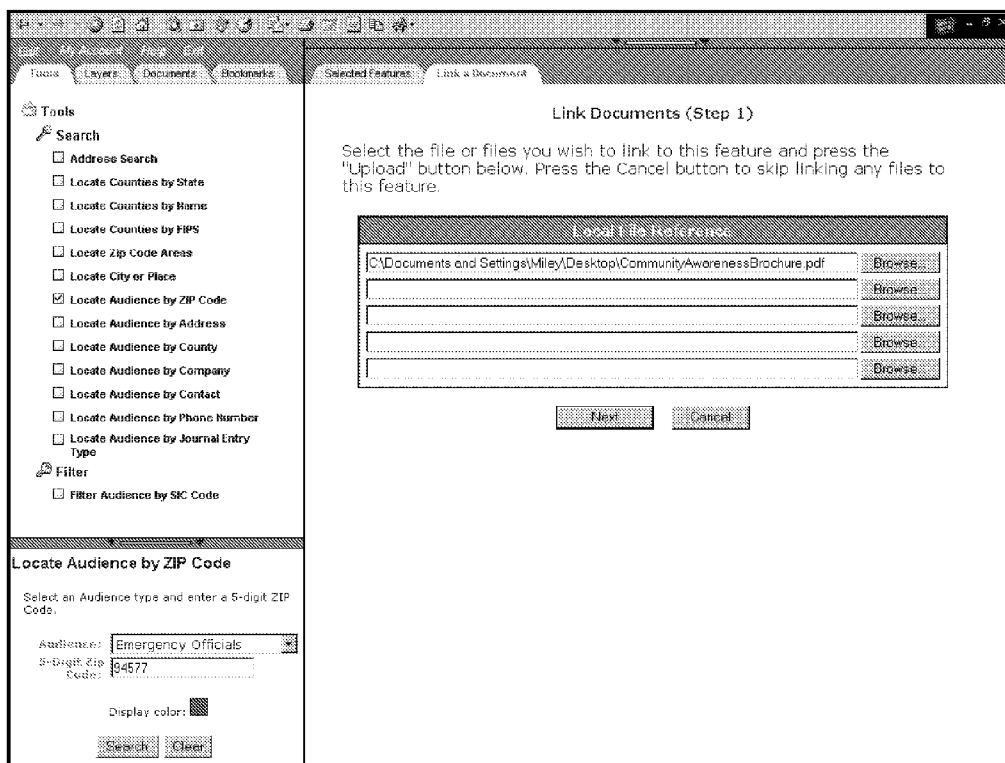 Edit My Account Help Exit
Tools Layers Documents Bookmarks
Tools
Search
Address Search
Locate Counties by State
Locate Counties by Name
Locate Counties by FIPS
Locate Zip Code Areas
Locate City or Place
Locate Audience by ZIP Code
Locate Audience by Address
Locate Audience by County
Locate Audience by Company
Locate Audience by Contact
Locate Audience by Phone Number
Locate Audience by Journal Entry
Type
Filter
Filter Audience by SIC Code
Locate Audience by ZIP Code
Select an Audience type and enter a 5-digit ZIP
Code.
Audience: Emergency Officials
5-Digit Zip
Code: 94577
Display color:
Search Clear
Selected Features Link a Document
Link Documents (Step 1)
Select the file or files you wish to link to this feature and press the
"Upload" button below. Press the Cancel button to skip linking any files to
this feature.
Local File Reference
C:\Documents and Settings\Miley\Desktop\CommunityAwarenessBrochure.pdf Browse...
Browse...
Browse...
Browse...
Browse...
Next Cancel